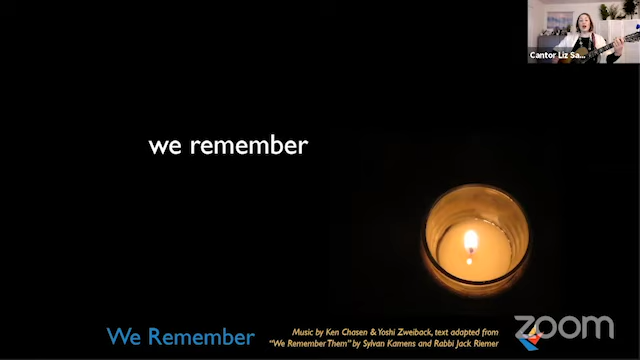 Cantor Liz Sa...
we remember
We Remember
Music by Ken Chasen & Yoshi Zweiback, text adapted from
"We Remember Them" by Sylvan Kamens and Rabbi Jack Riemer
zoom